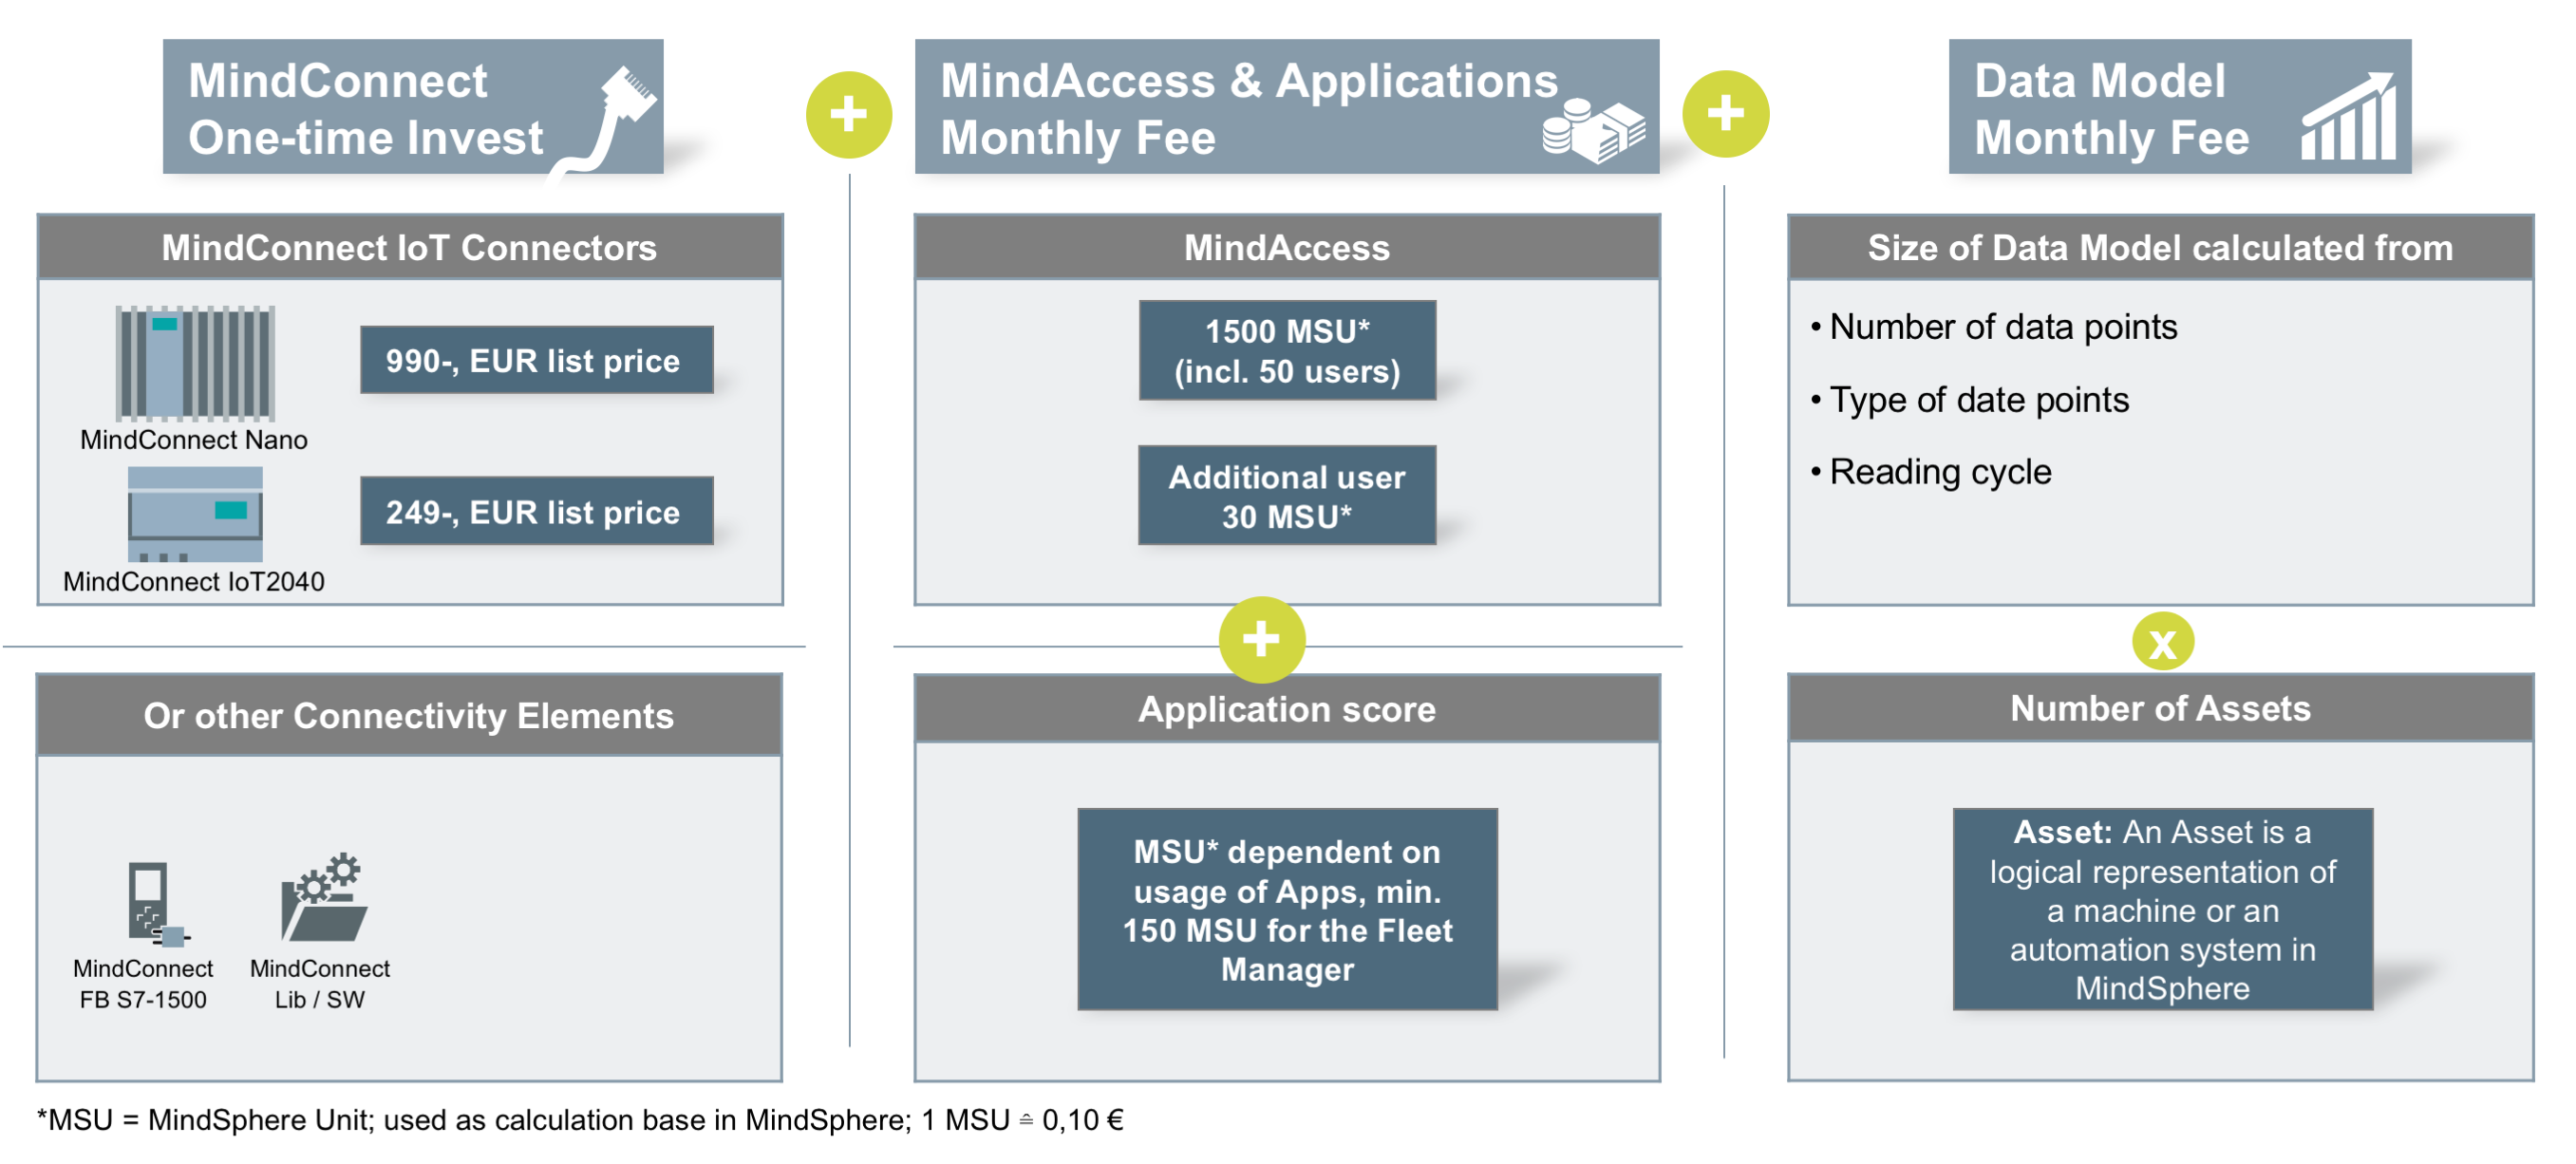 MindConnect
One-time Invest
+
MindAccess & Applications
Monthly Fee
+
Data Model
Monthly Fee
MindConnect IoT Connectors
990-, EUR list price
MindConnect Nano
249-, EUR list price
MindConnect IoT2040
Or other Connectivity Elements
MindConnect
FB S7-1500
MindConnect
Lib / SW
MindAccess
1500 MSU*
(incl. 50 users)
Additional user
30 MSU*
+
Application score
MSU* dependent on
usage of Apps, min.
150 MSU for the Fleet
Manager
Size of Data Model calculated from
• Number of data points
• Type of date points
• Reading cycle
x
Number of Assets
Asset: An Asset is a
logical representation of
a machine or an
automation system in
MindSphere
*MSU = MindSphere Unit; used as calculation base in MindSphere; 1 MSU ≙ 0,10 €